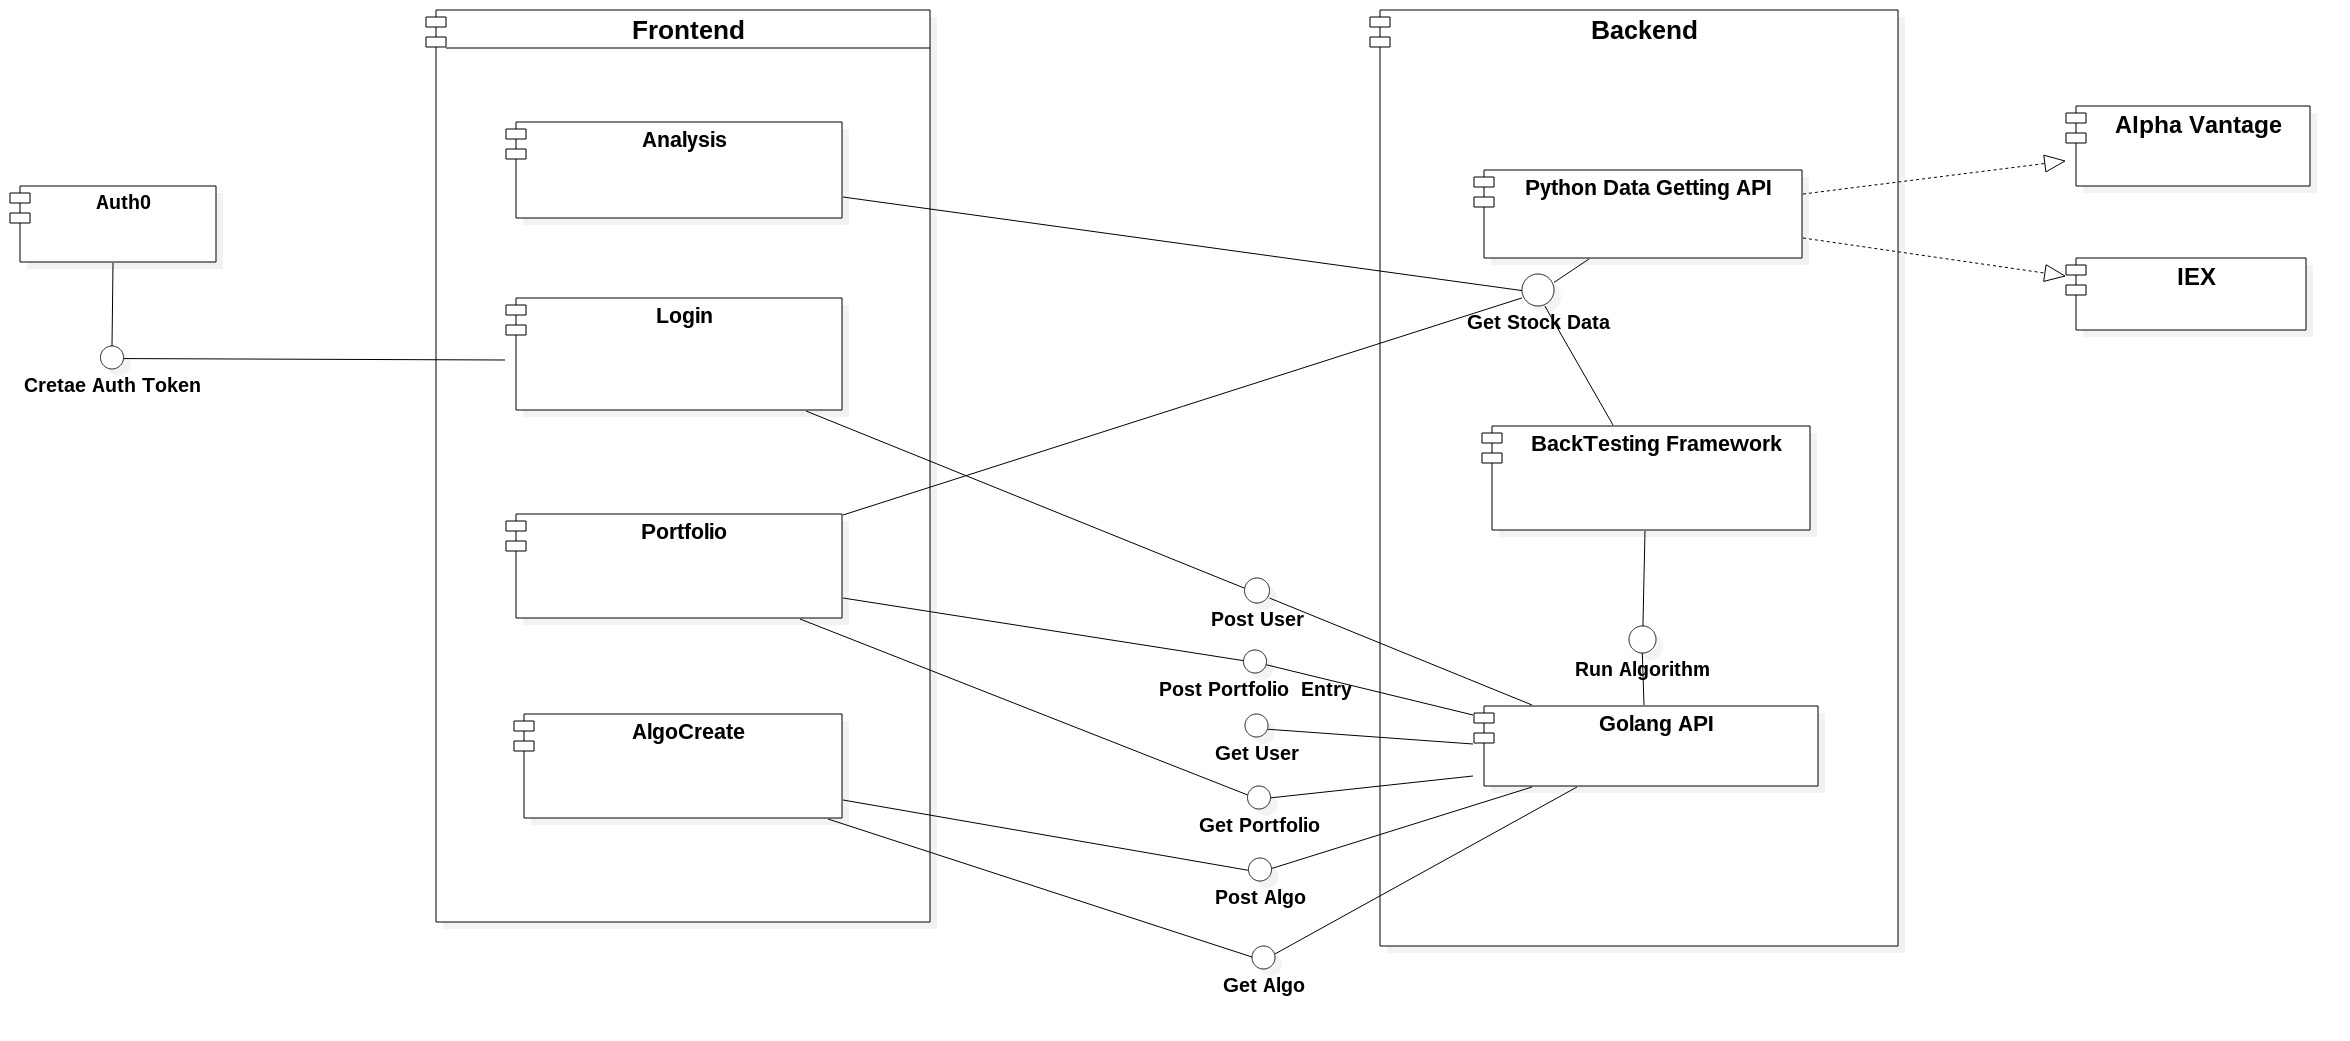 Frontend
Backend
Analysis
Alpha Vantage
Python Data Getting API
Auth0
IEX
Login
Get Stock Data
Cretae Auth Token
BackTesting Framework
Portfolio
Post User
Run Algorithm
Post Portfolio  Entry
AlgoCreate
Golang API
Get User
Get Portfolio
Post Algo
Get Algo